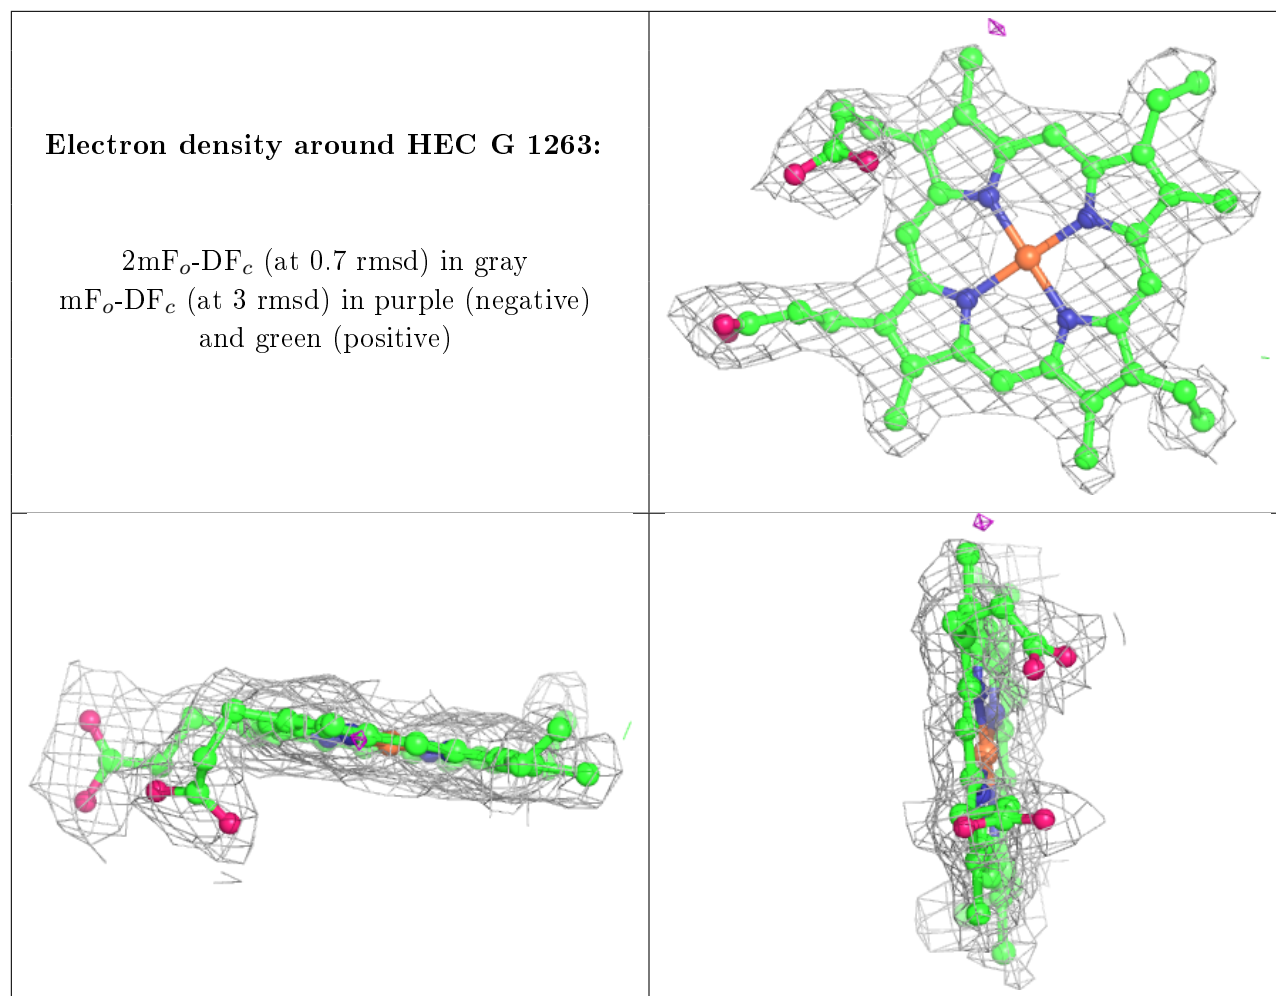 Electron density around HEC G 1263:
2mFo-DFc (at 0.7 rmsd) in gray
mFo-DFc (at 3 rmsd) in purple (negative)
and green (positive)